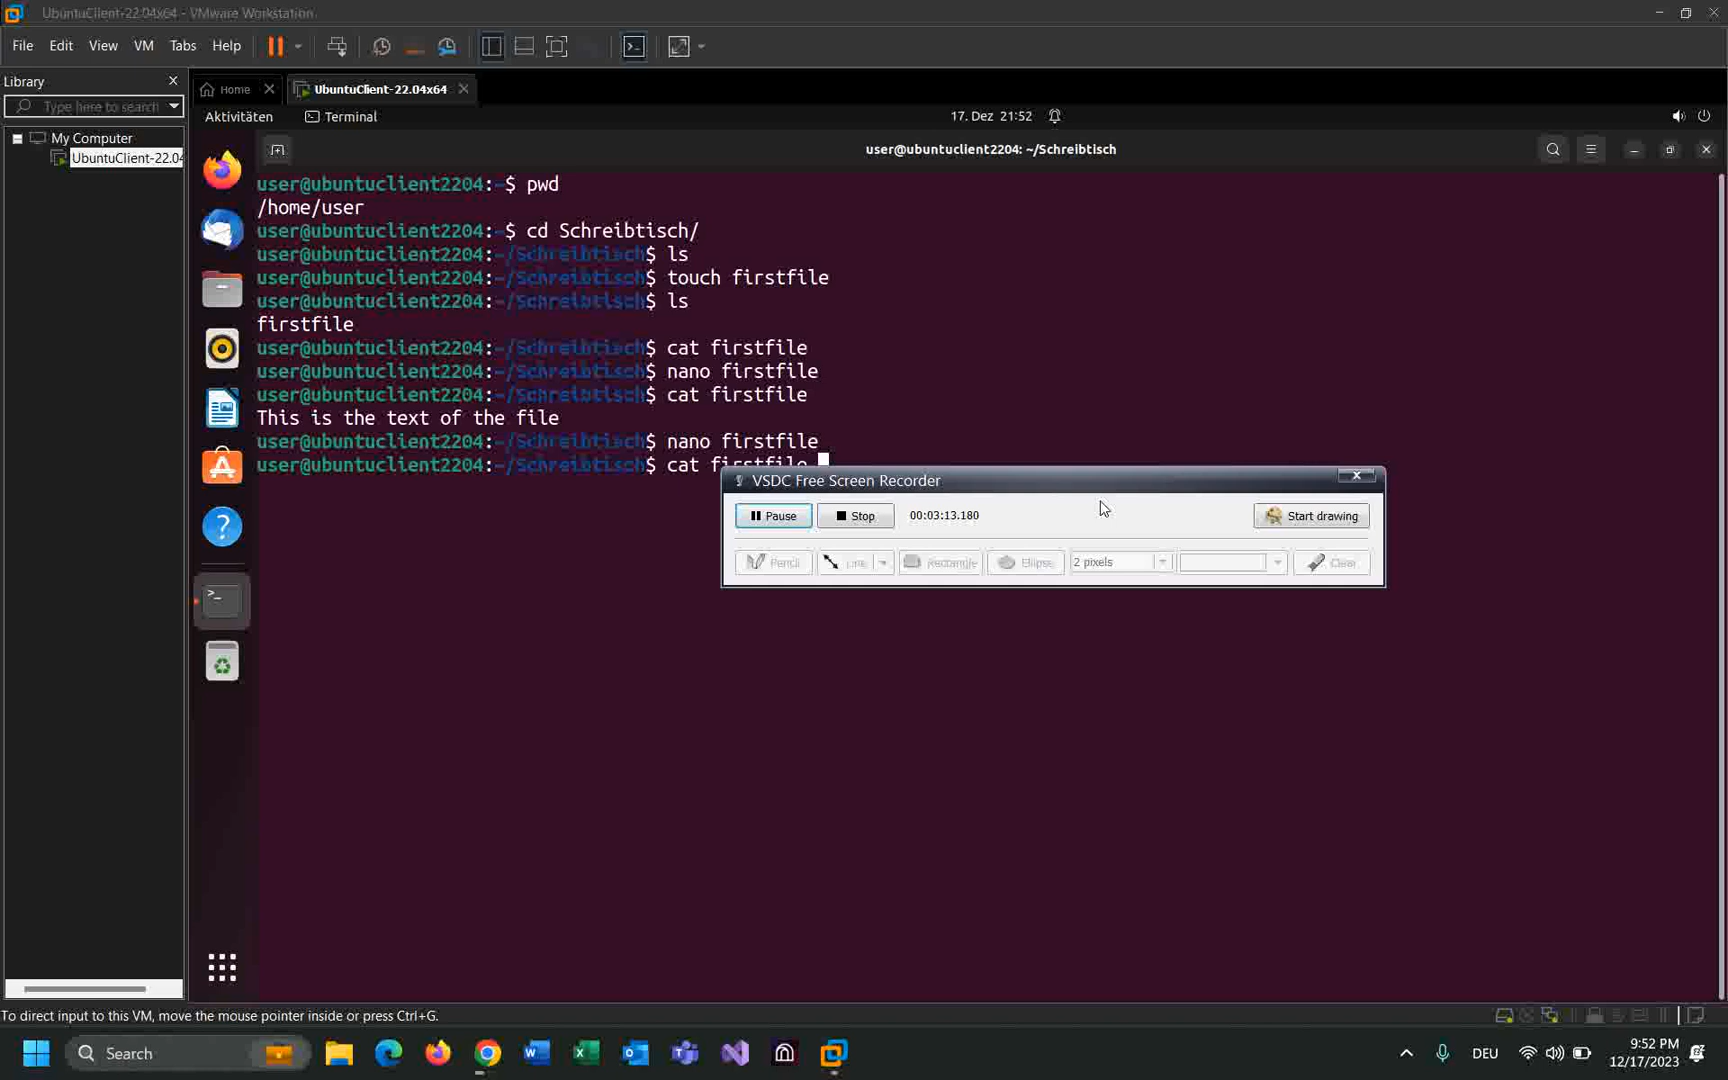 UbuntuClient-22.04x64 - VMware Workstation
File Edit View VM Tabs Help
Library
Type here to search
My Computer
UbuntuClient-22.04
Home
UbuntuClient-22.04x64
Aktivitäten
Terminal
17. Dez 21:52
user@ubuntuclient2204: ~/Schreibtisch
user@ubuntuclient2204:~$ pwd
/home/user
user@ubuntuclient2204:~$ cd Schreibtisch/
user@ubuntuclient2204:~/Schreibtisch$ ls
user@ubuntuclient2204:~/Schreibtisch$ touch firstfile
user@ubuntuclient2204:~/Schreibtisch$ ls
firstfile
user@ubuntuclient2204:~/Schreibtisch$ cat firstfile
user@ubuntuclient2204:~/Schreibtisch$ nano firstfile
user@ubuntuclient2204:~/Schreibtisch$ cat firstfile
This is the text of the file
user@ubuntuclient2204:~/Schreibtisch$ nano firstfile
user@ubuntuclient2204:~/Schreibtisch$ cat firstfile
VSDC Free Screen Recorder
Pause
Stop
00:03:13.180
Start drawing
Pencil
Line
Rectangle
Ellipse
2 pixels
Clear
To direct input to this VM, move the mouse pointer inside or press Ctrl+G.
Search
DEU
9:52 PM
12/17/2023